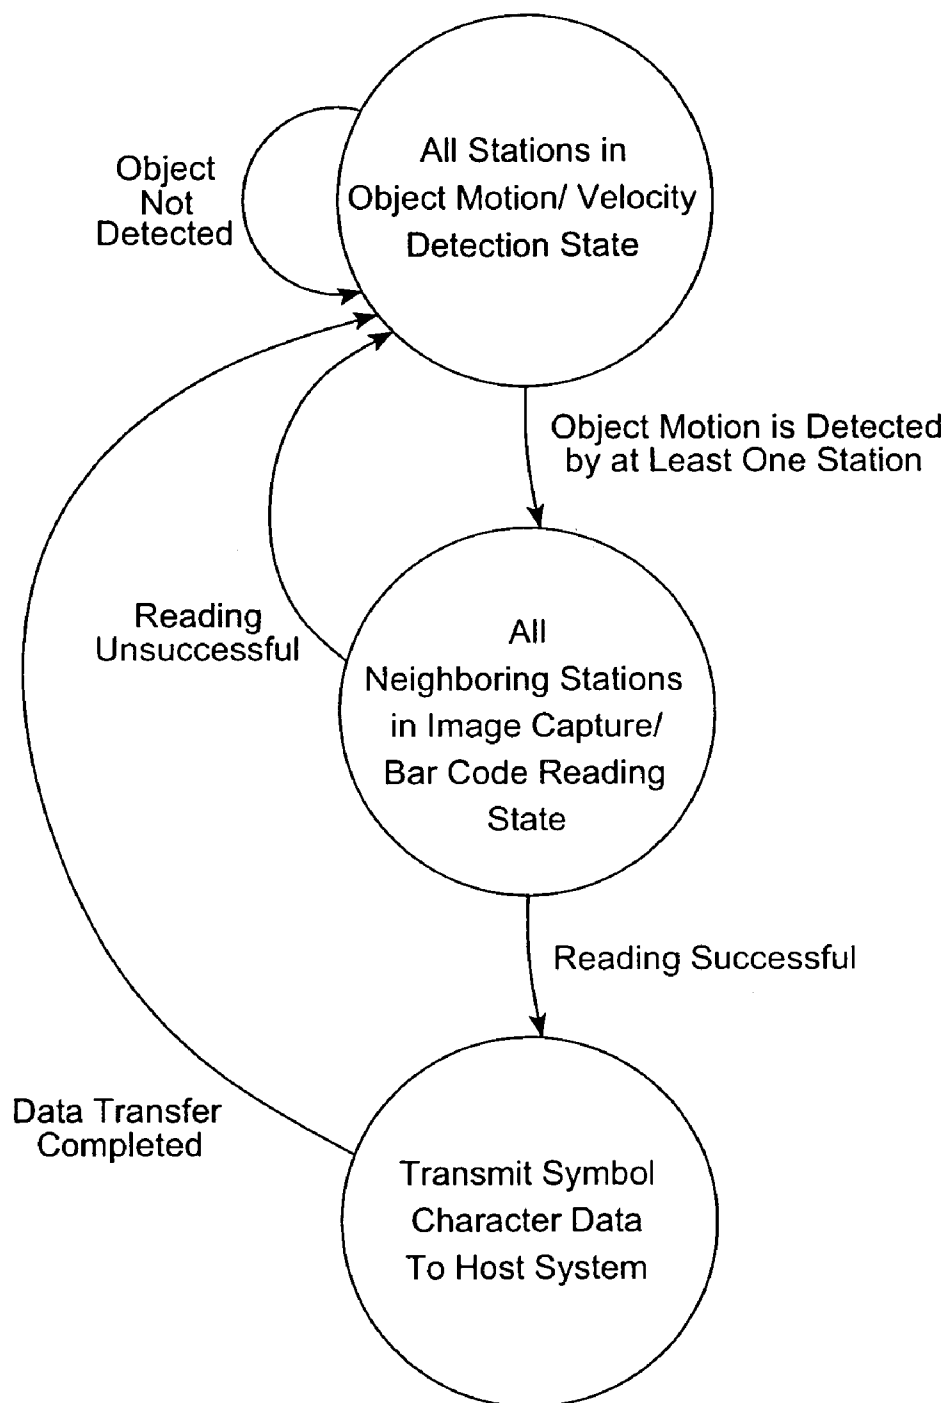 All Stations in
Object Motion/ Velocity
Detection State
Object
Not
Detected
Object Motion is Detected
by at Least One Station
Reading
Unsuccessful
All
Neighboring Stations
in Image Capture/
Bar Code Reading
State
Reading Successful
Data Transfer
Completed
Transmit Symbol
Character Data
To Host System